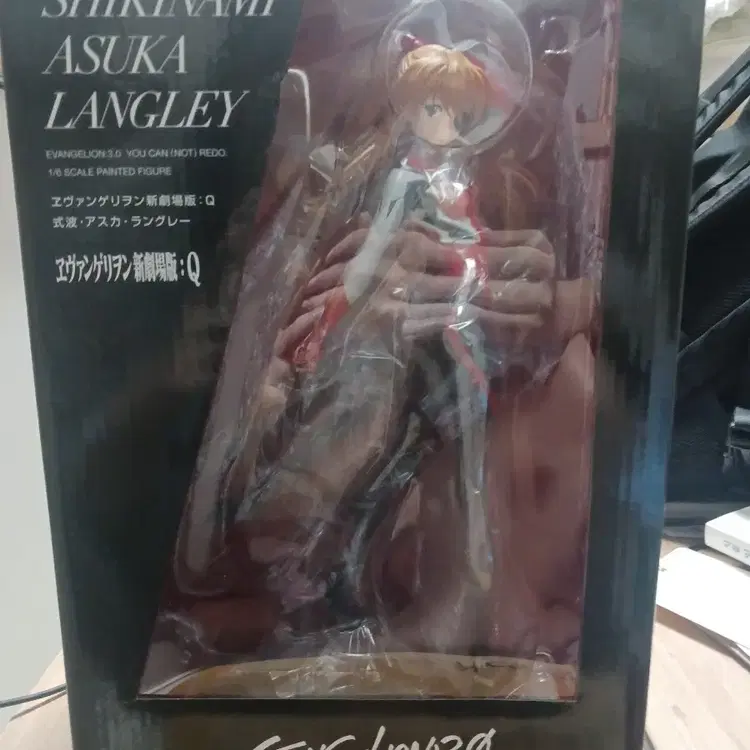 SHIKINAMI
ASUKA
LANGLEY
EVANGELION:3.0 YOU CAN (NOT) REDO.
1/6 SCALE PAINTED FIGURE
ヱヴァンゲリヲン新劇場版：Q
式波・アスカ・ラングレー
ヱヴァンゲリヲン新劇場版：Q